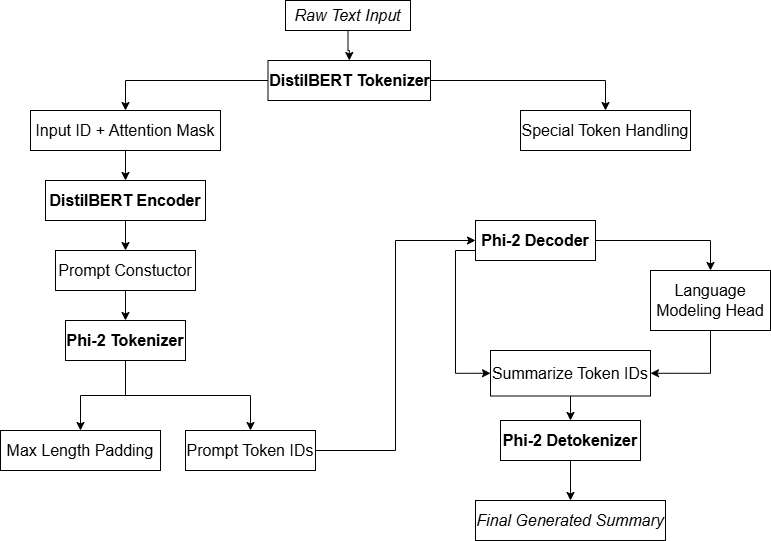 Raw Text Input
DistilBERT Tokenizer
Input ID + Attention Mask
Special Token Handling
DistilBERT Encoder
Prompt Constuctor
Phi-2 Tokenizer
Max Length Padding
Prompt Token IDs
Phi-2 Decoder
Language
Modeling Head
Summarize Token IDs
Phi-2 Detokenizer
Final Generated Summary